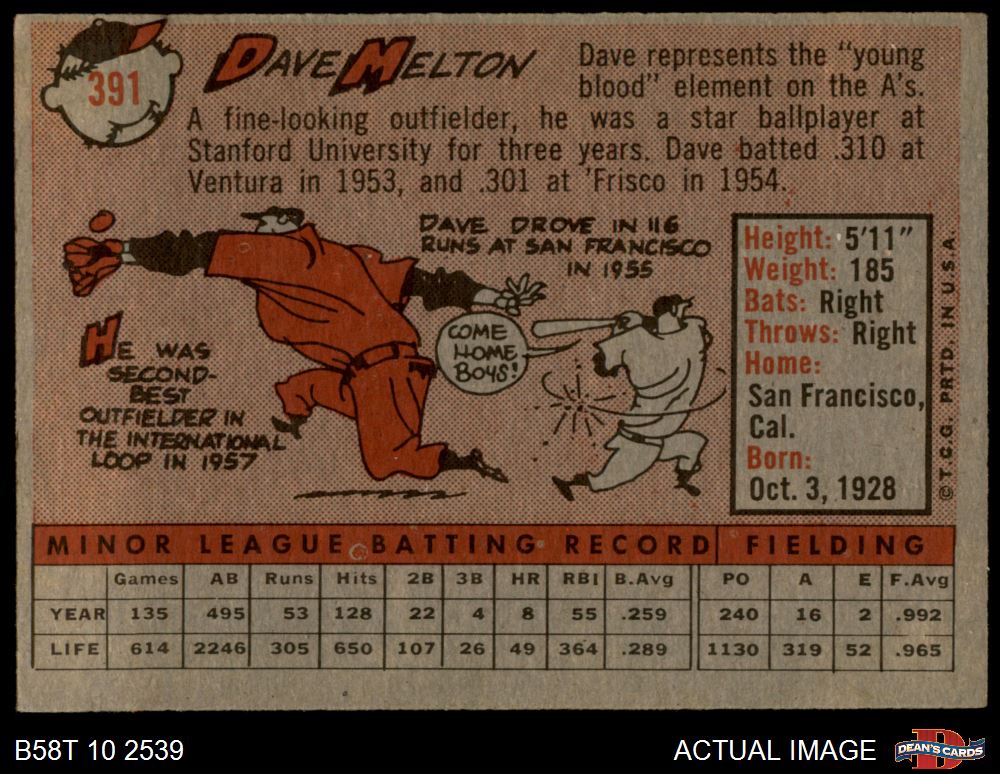 391
DAVE MELTON
Dave represents the "young
blood" element on the A's.
A fine-looking outfielder, he was a star ballplayer at
Stanford University for three years. Dave batted .310 at
Ventura in 1953, and .301 at 'Frisco in 1954.
DAVE DROVE IN 116
RUNS AT SAN FRANCISCO
IN 1955
COME
HOME
BOYS!
HE WAS
SECOND-
BEST
OUTFIELDER IN
THE INTERNATIONAL
LOOP IN 1957
Height: 5'11"
Weight: 185
Bats: Right
Throws: Right
Home:
San Francisco,
Cal.
Born:
Oct. 3, 1928
© T.C.G. PRTD. IN U.S.A.
MINOR LEAGUE BATTING RECORD FIELDING
Games AB Runs Hits 2B 3B HR RBI B.Avg PO A E F.Avg
YEAR 135 495 53 128 22 4 8 55 .259 240 16 2 .992
LIFE 614 2246 305 650 107 26 49 364 .289 1130 319 52 .965
B58T 10 2539
ACTUAL IMAGE
DEAN'S CARDS